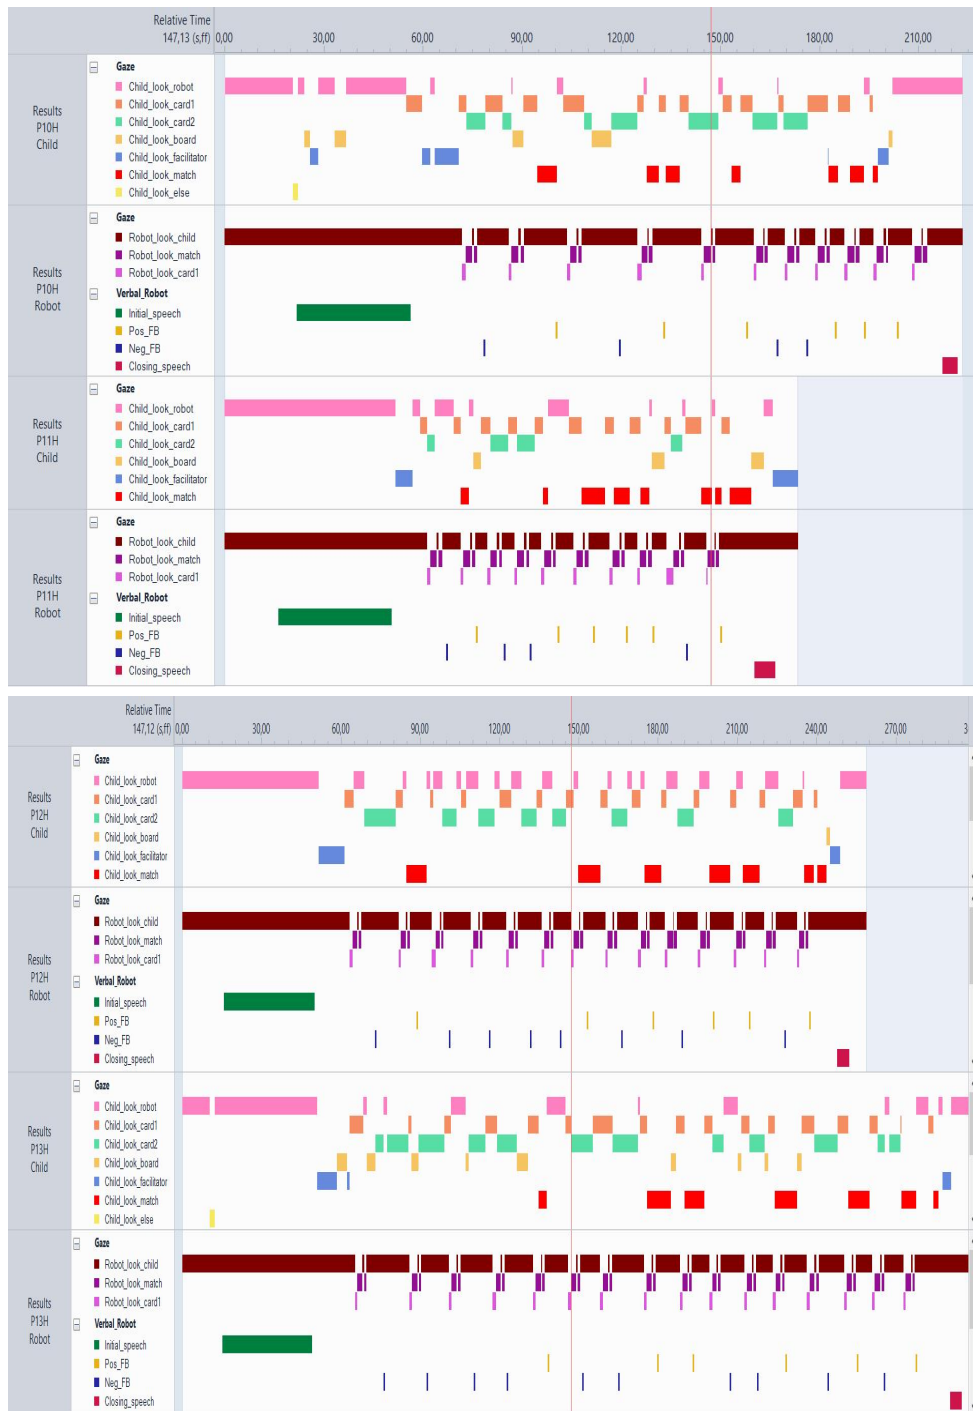 Relative Time
147,13 (s,ff) 0,00 30,00 60,00 90,00 120,00 150,00 180,00 210,00
Results P10H Child
Gaze
Child_look_robot
Child_look_card1
Child_look_card2
Child_look_board
Child_look_facilitator
Child_look_match
Child_look_else
Results P10H Robot
Gaze
Robot_look_child
Robot_look_match
Robot_look_card1
Verbal_Robot
Initial_speech
Pos_FB
Neg_FB
Closing_speech
Results P11H Child
Gaze
Child_look_robot
Child_look_card1
Child_look_card2
Child_look_board
Child_look_facilitator
Child_look_match
Results P11H Robot
Gaze
Robot_look_child
Robot_look_match
Robot_look_card1
Verbal_Robot
Initial_speech
Pos_FB
Neg_FB
Closing_speech
Relative Time
147,12 (s,ff) 0,00 30,00 60,00 90,00 120,00 150,00 180,00 210,00 240,00 270,00 3
Results P12H Child
Gaze
Child_look_robot
Child_look_card1
Child_look_card2
Child_look_board
Child_look_facilitator
Child_look_match
Results P12H Robot
Gaze
Robot_look_child
Robot_look_match
Robot_look_card1
Verbal_Robot
Initial_speech
Pos_FB
Neg_FB
Closing_speech
Results P13H Child
Gaze
Child_look_robot
Child_look_card1
Child_look_card2
Child_look_board
Child_look_facilitator
Child_look_match
Child_look_else
Results P13H Robot
Gaze
Robot_look_child
Robot_look_match
Robot_look_card1
Verbal_Robot
Initial_speech
Pos_FB
Neg_FB
Closing_speech